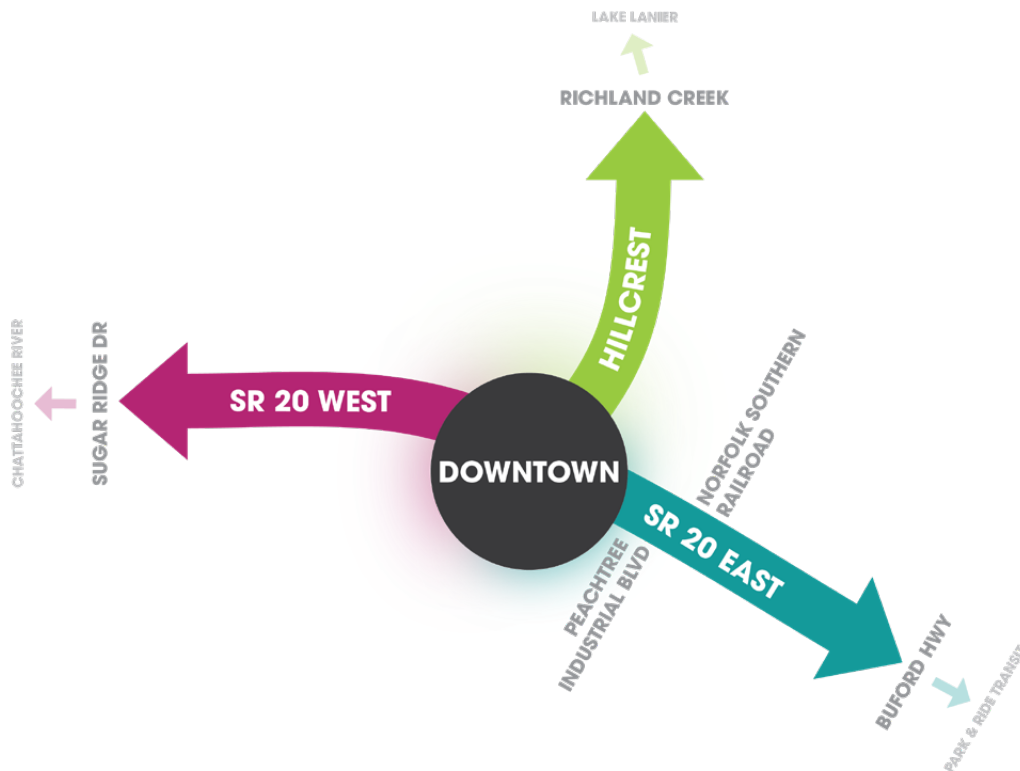 LAKE LANIIER
RICHLAND CREEK
HILLCREST
CHATTAHOOCHEE RIVER
SUGAR RIDGE DR
SR 20 WEST
DOWNTOWN
NORFOLK SOUTHERN
RAILROAD
SR 20 EAST
PEACHTREE
INDUSTRIAL BLVD
BUFORD HWY
PARK & RIDE TRANSIT